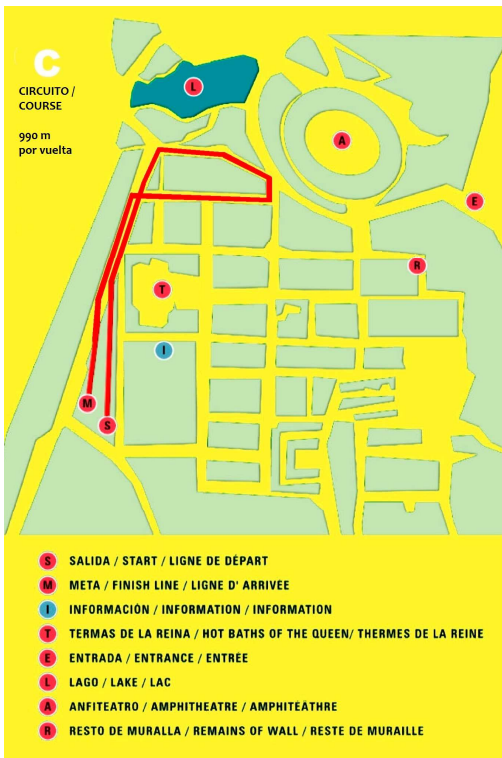 C
CIRCUITO /
COURSE
990 m
por vuelta
L
A
E
R
T
I
M
S
S SALIDA / START / LIGNE DE DÉPART
M META / FINISH LINE / LIGNE D' ARRIVÉE
I INFORMACIÓN / INFORMATION / INFORMATION
T TERMAS DE LA REINA / HOT BATHS OF THE QUEEN/ THERMES DE LA REINE
E ENTRADA / ENTRANCE / ENTRÉE
L LAGO / LAKE / LAC
A ANFITEATRO / AMPHITHEATRE / AMPHITÉÂTHRE
R RESTO DE MURALLA / REMAINS OF WALL / RESTE DE MURAILLE